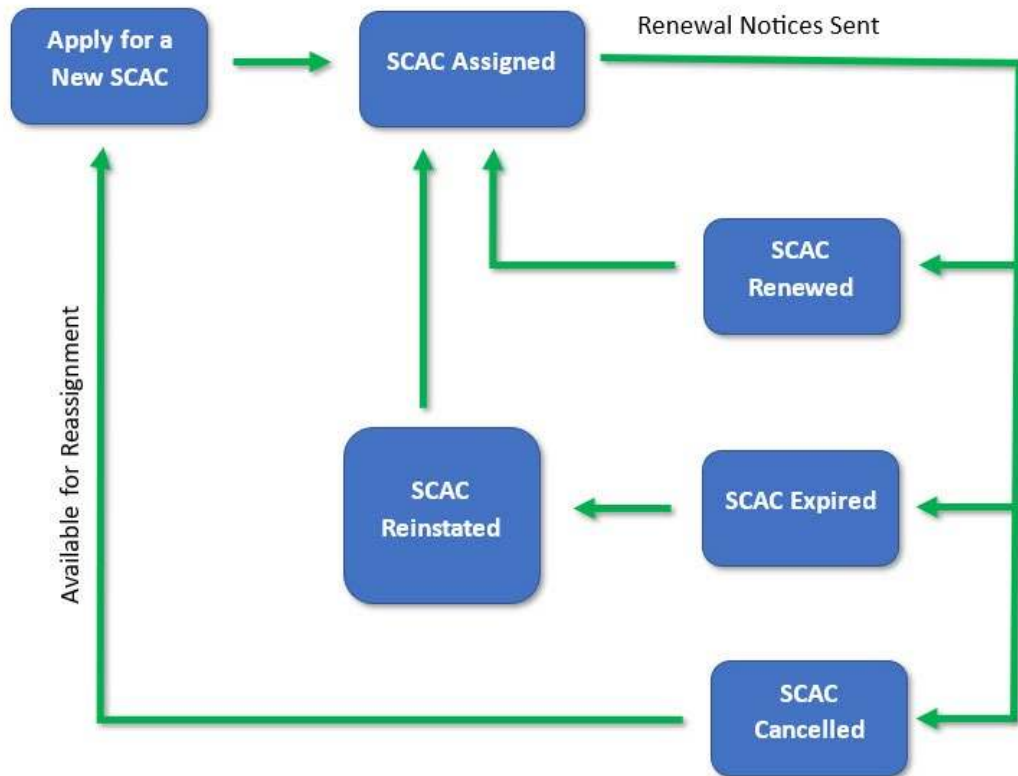 Renewal Notices Sent
Apply for a
New SCAC
SCAC Assigned
SCAC
Renewed
Available for Reassignment
SCAC
Reinstated
SCAC Expired
SCAC
Cancelled